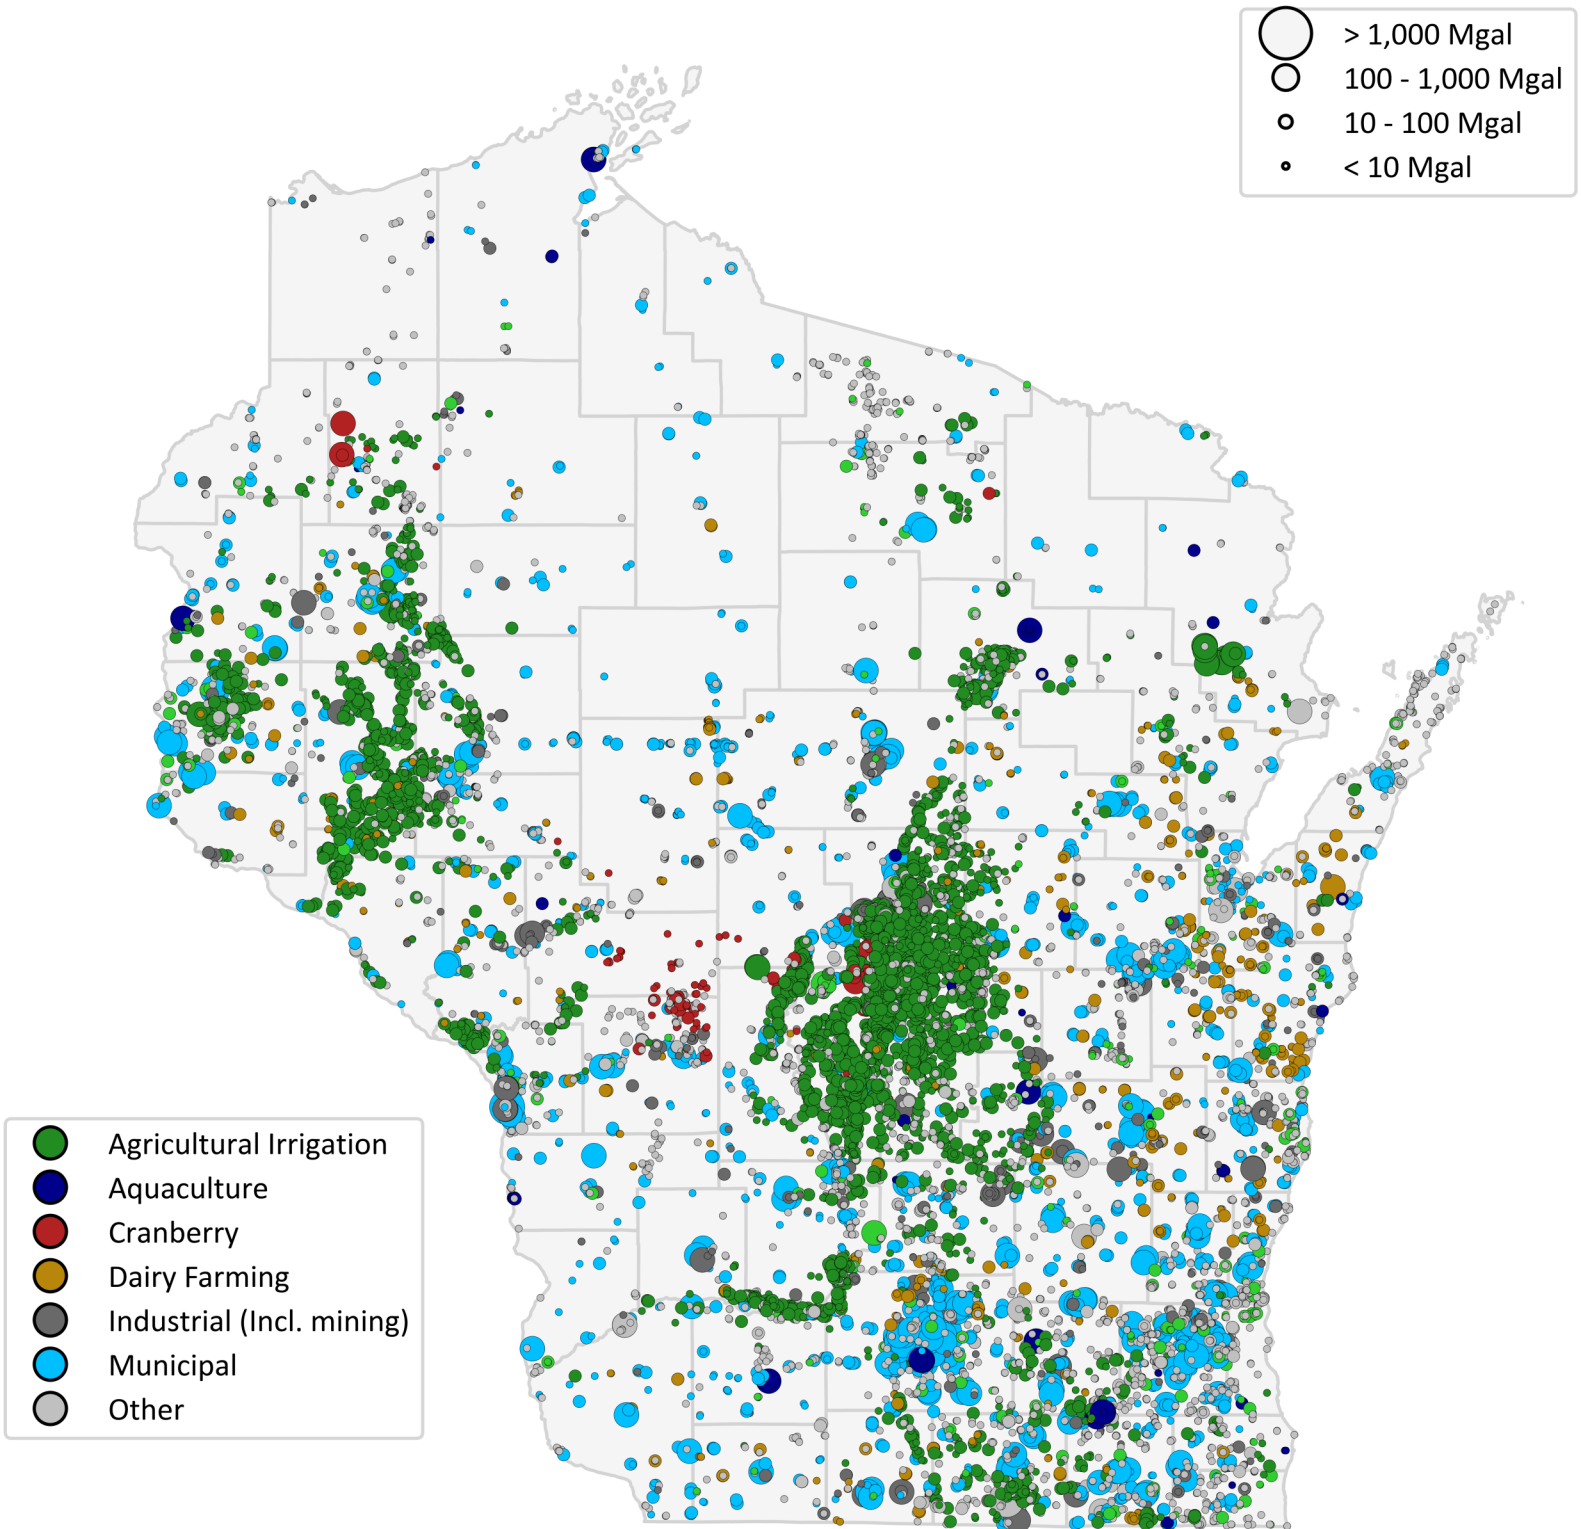 > 1,000 Mgal
100 - 1,000 Mgal
10 - 100 Mgal
< 10 Mgal
Agricultural Irrigation
Aquaculture
Cranberry
Dairy Farming
Industrial (Incl. mining)
Municipal
Other